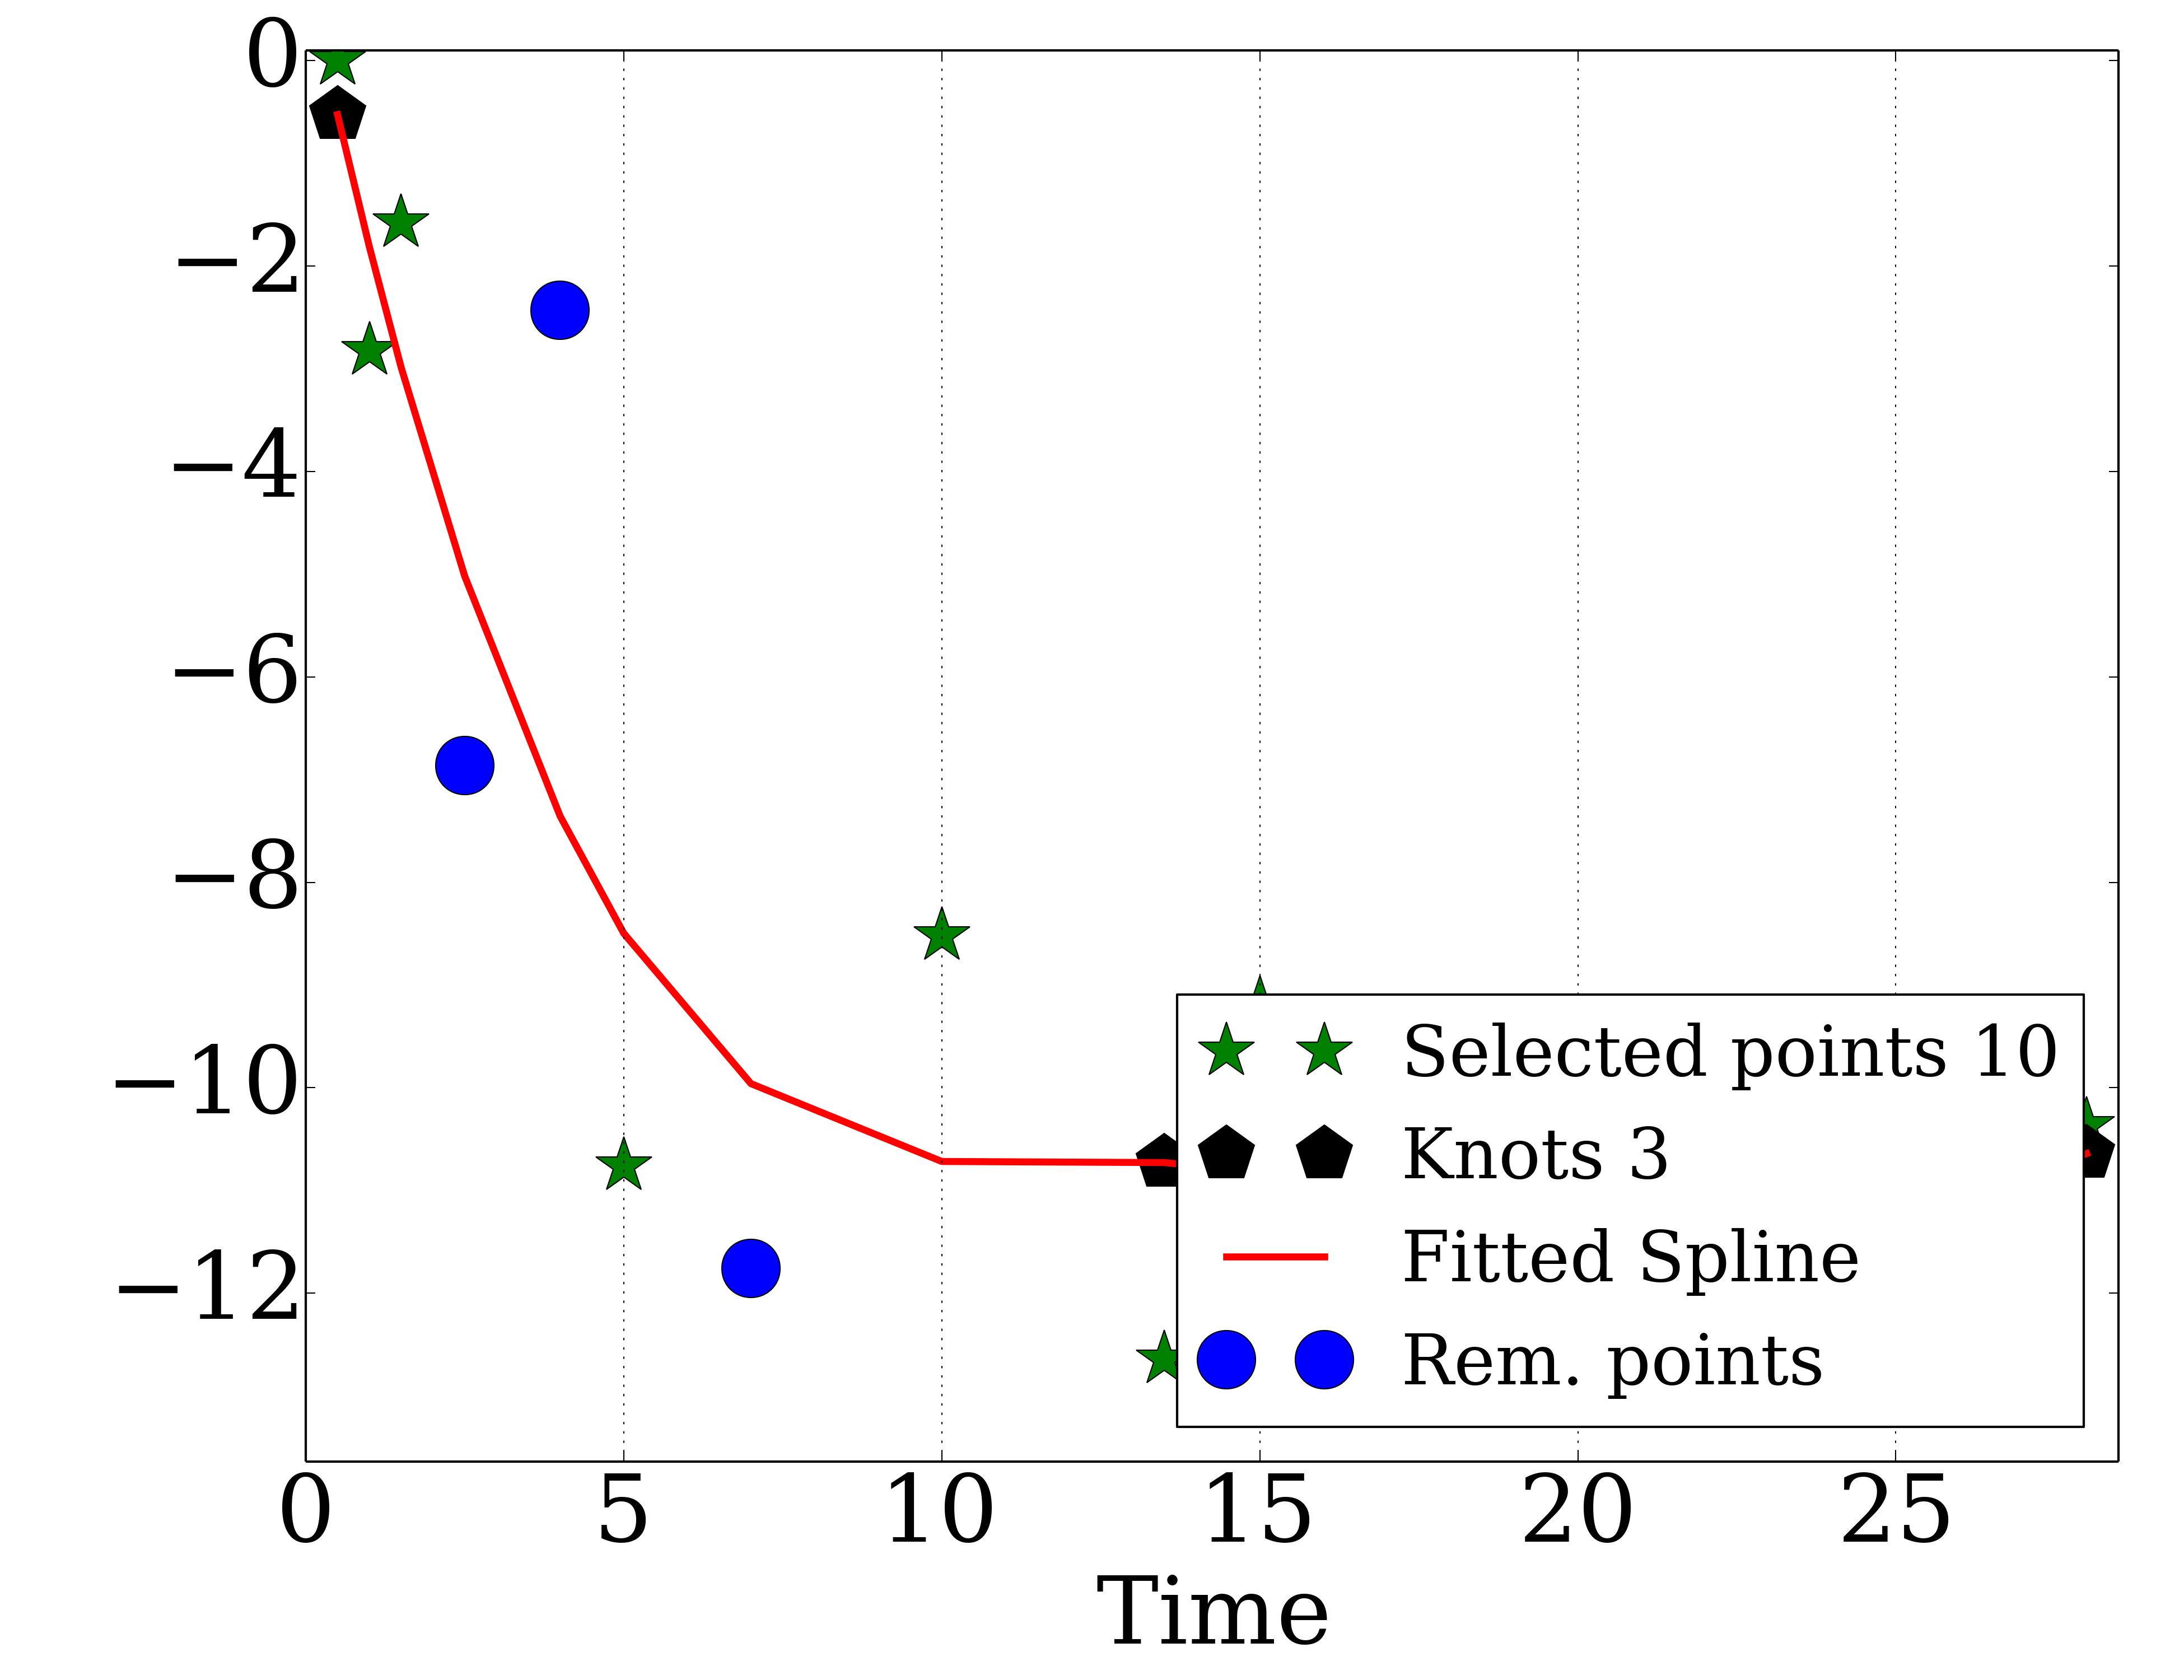 0
−2
−4
−6
−8
−10
−12
Selected points 10
Knots 3
Fitted Spline
Rem. points
0 5 10 15 20 25
Time